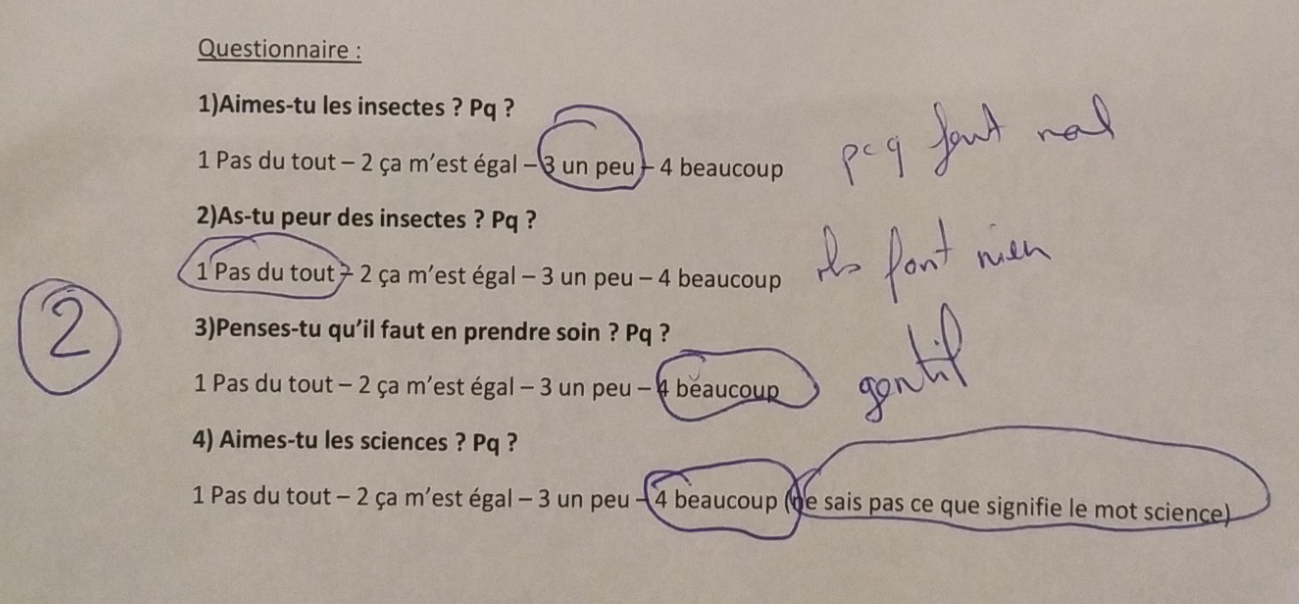 Questionnaire :
1)Aimes-tu les insectes ? Pq ?
1 Pas du tout – 2 ça m'est égal – 3 un peu – 4 beaucoup pcq font mal
2)As-tu peur des insectes ? Pq ?
1 Pas du tout – 2 ça m'est égal – 3 un peu – 4 beaucoup ils font rien
2
3)Penses-tu qu'il faut en prendre soin ? Pq ?
1 Pas du tout – 2 ça m'est égal – 3 un peu – 4 beaucoup gentil
4) Aimes-tu les sciences ? Pq ?
1 Pas du tout – 2 ça m'est égal – 3 un peu – 4 beaucoup (ne sais pas ce que signifie le mot science)